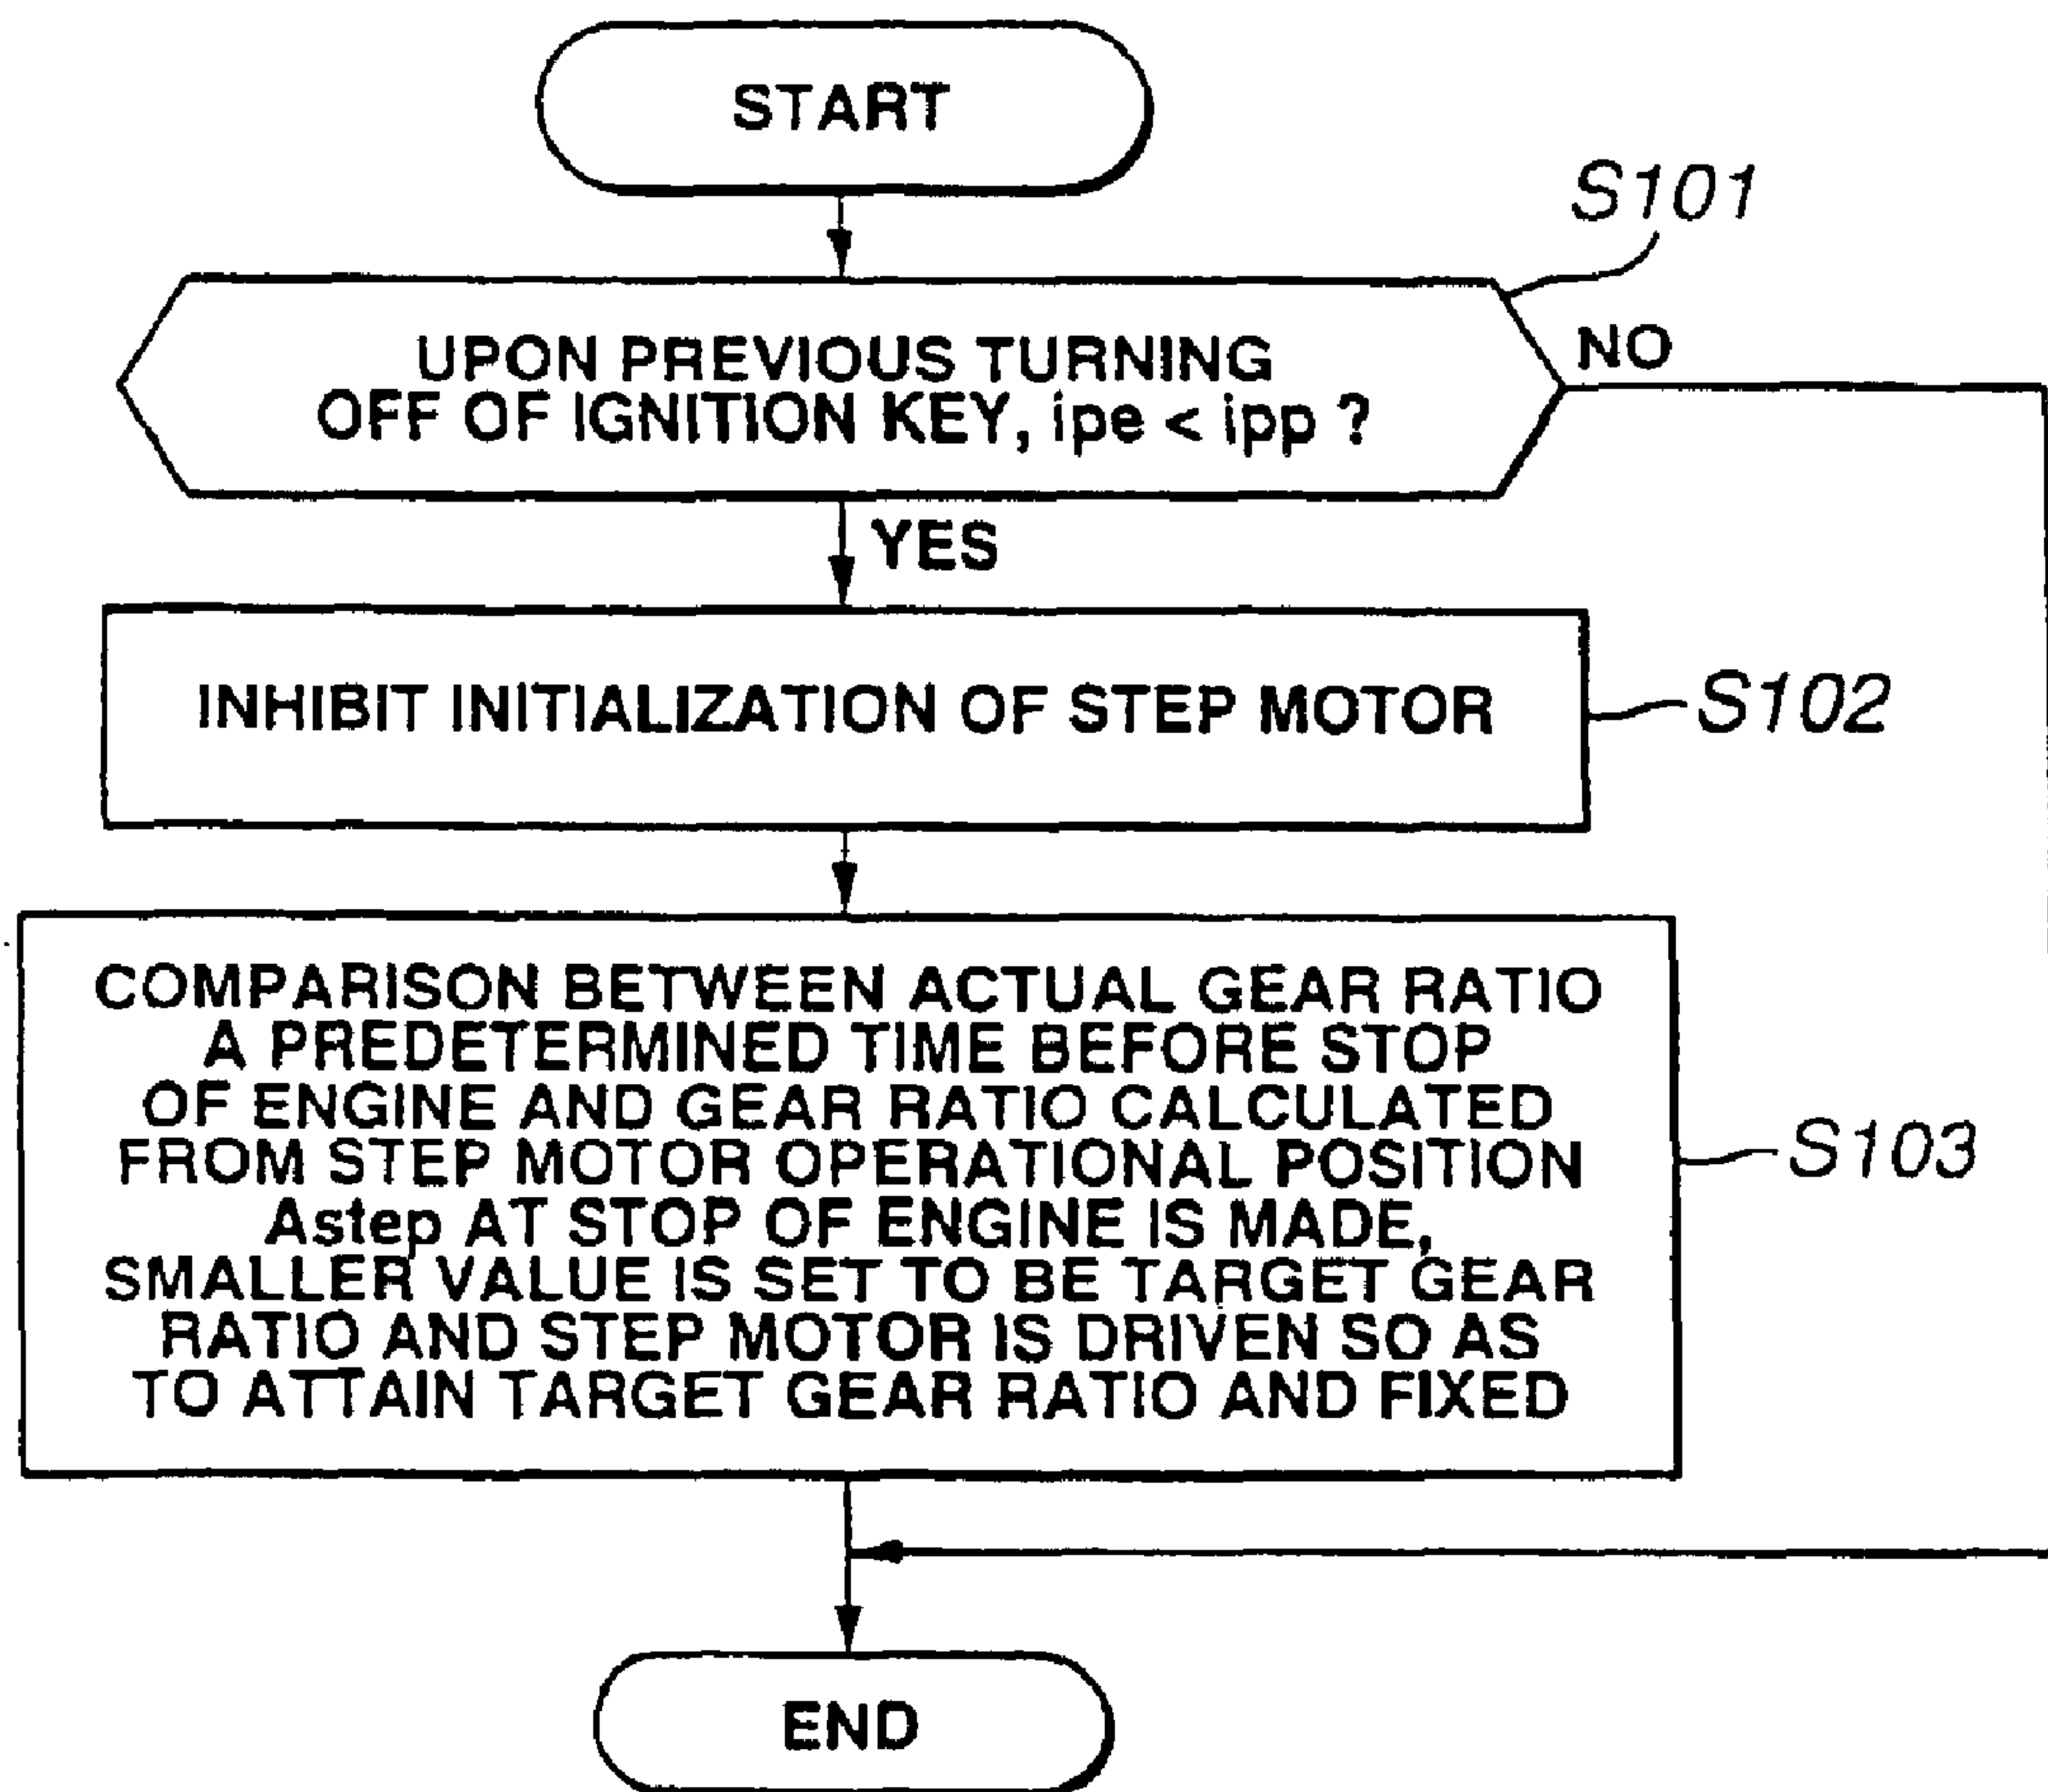 START
S101
UPON PREVIOUS TURNING
OFF OF IGNITION KEY, ipe < ipp ?
NO
YES
INHIBIT INITIALIZATION OF STEP MOTOR
S102
COMPARISON BETWEEN ACTUAL GEAR RATIO
A PREDETERMINED TIME BEFORE STOP
OF ENGINE AND GEAR RATIO CALCULATED
FROM STEP MOTOR OPERATIONAL POSITION
Astep AT STOP OF ENGINE IS MADE,
SMALLER VALUE IS SET TO BE TARGET GEAR
RATIO AND STEP MOTOR IS DRIVEN SO AS
TO ATTAIN TARGET GEAR RATIO AND FIXED
S103
END